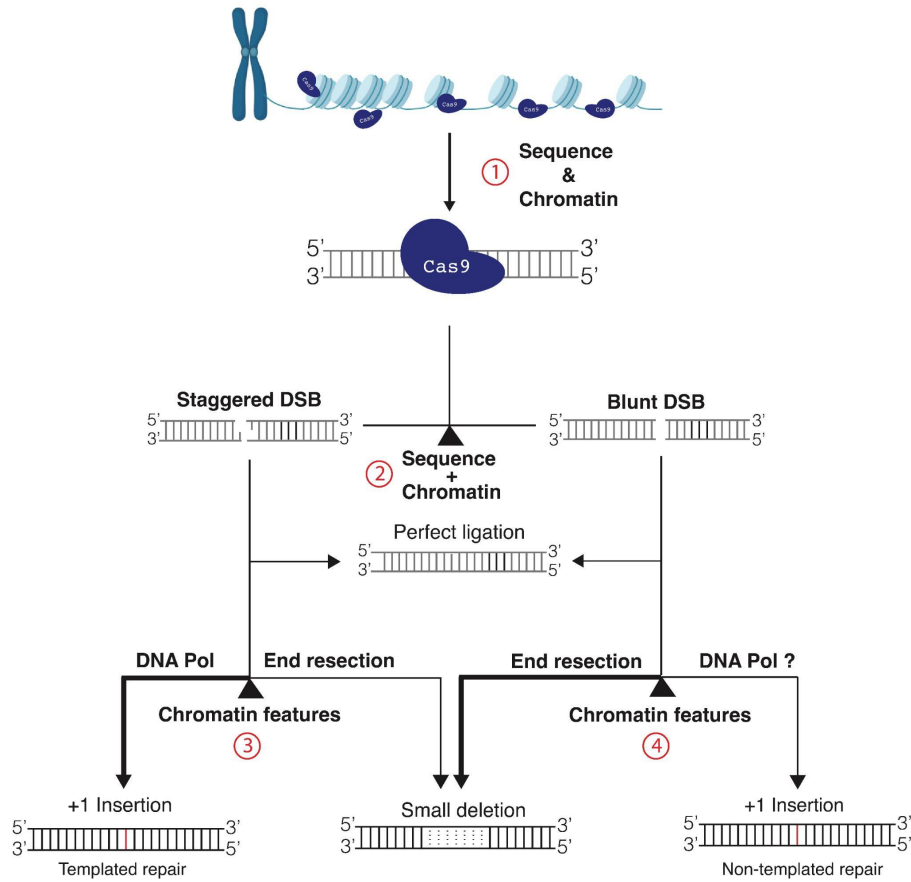 Cas9
Cas9
Cas9
Cas9
Cas9
1
Sequence
&
Chromatin
5’ 3’
Cas9
3’ 5’
Staggered DSB
5’ 3’
3’ 5’
Blunt DSB
5’ 3’
3’ 5’
2
Sequence
+
Chromatin
Perfect ligation
5’ 3’
3’ 5’
DNA Pol
End resection
End resection
DNA Pol ?
Chromatin features
3
Chromatin features
4
+1 Insertion
5’ 3’
3’ 5’
Templated repair
Small deletion
5’ 3’
3’ 5’
+1 Insertion
5’ 3’
3’ 5’
Non-templated repair